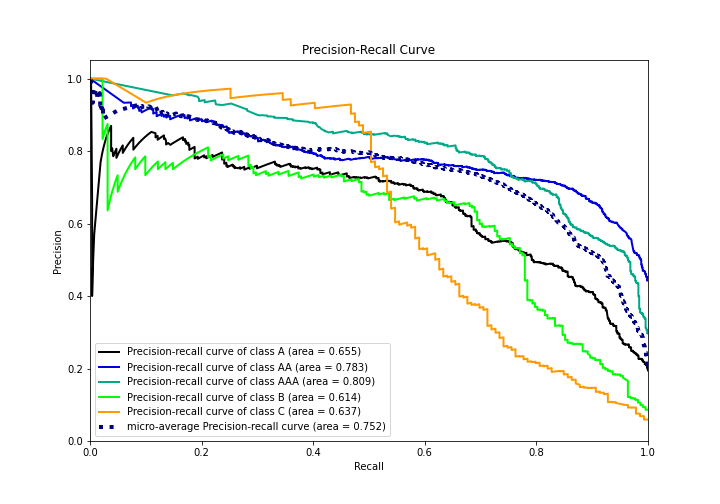 Precision-Recall Curve
1.0
0.8
0.6
0.4
0.2
0.0
Precision
Precision-recall curve of class A (area = 0.655)
Precision-recall curve of class AA (area = 0.783)
Precision-recall curve of class AAA (area = 0.809)
Precision-recall curve of class B (area = 0.614)
Precision-recall curve of class C (area = 0.637)
micro-average Precision-recall curve (area = 0.752)
0.0 0.2 0.4 0.6 0.8 1.0
Recall